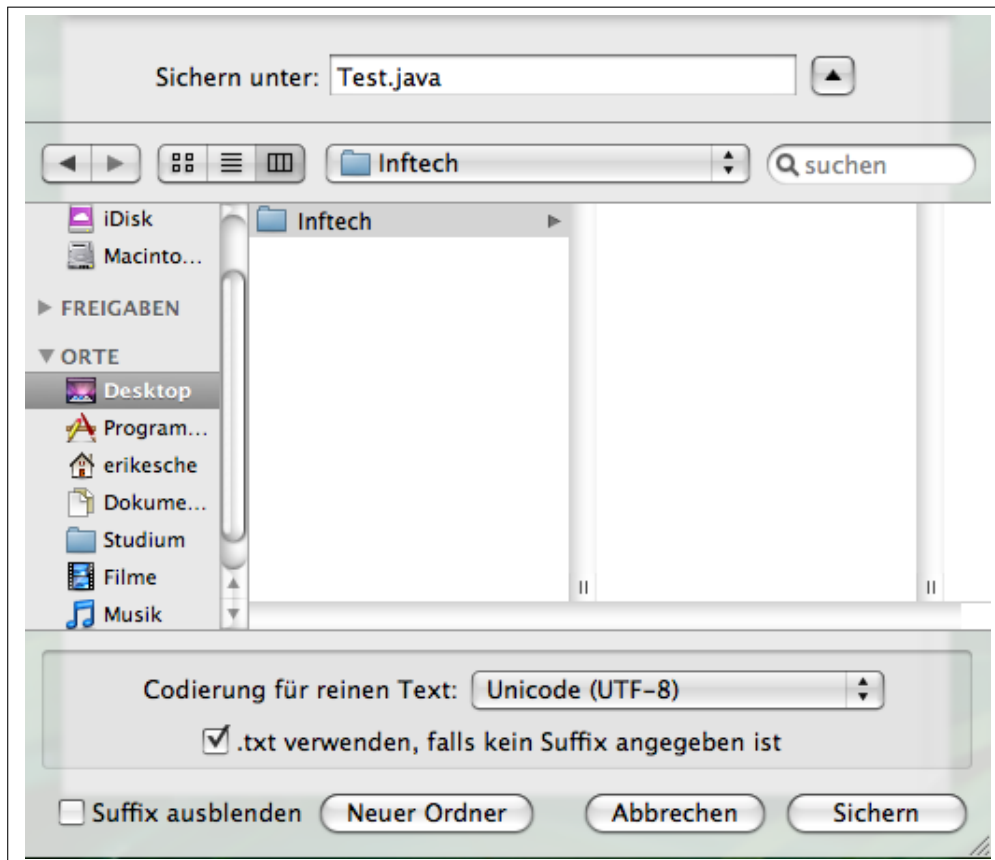 Sichern unter: Test.java
Inftech
suchen
iDisk
Macinto...
FREIGABEN
ORTE
Desktop
Program...
erikesche
Dokume...
Studium
Filme
Musik
Inftech
Codierung für reinen Text: Unicode (UTF-8)
.txt verwenden, falls kein Suffix angegeben ist
Suffix ausblenden Neuer Ordner Abbrechen Sichern